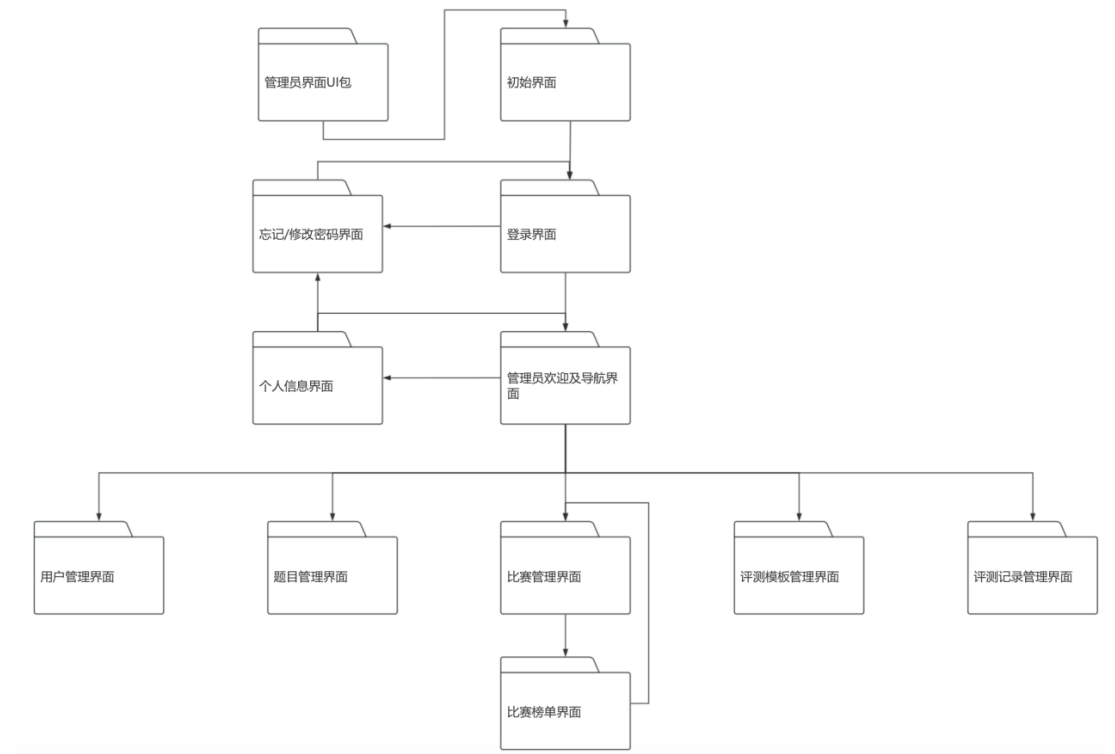 管理员界面UI包
初始界面
忘记/修改密码界面
登录界面
个人信息界面
管理员欢迎及导航界
面
用户管理界面
题目管理界面
比赛管理界面
评测模板管理界面
评测记录管理界面
比赛榜单界面